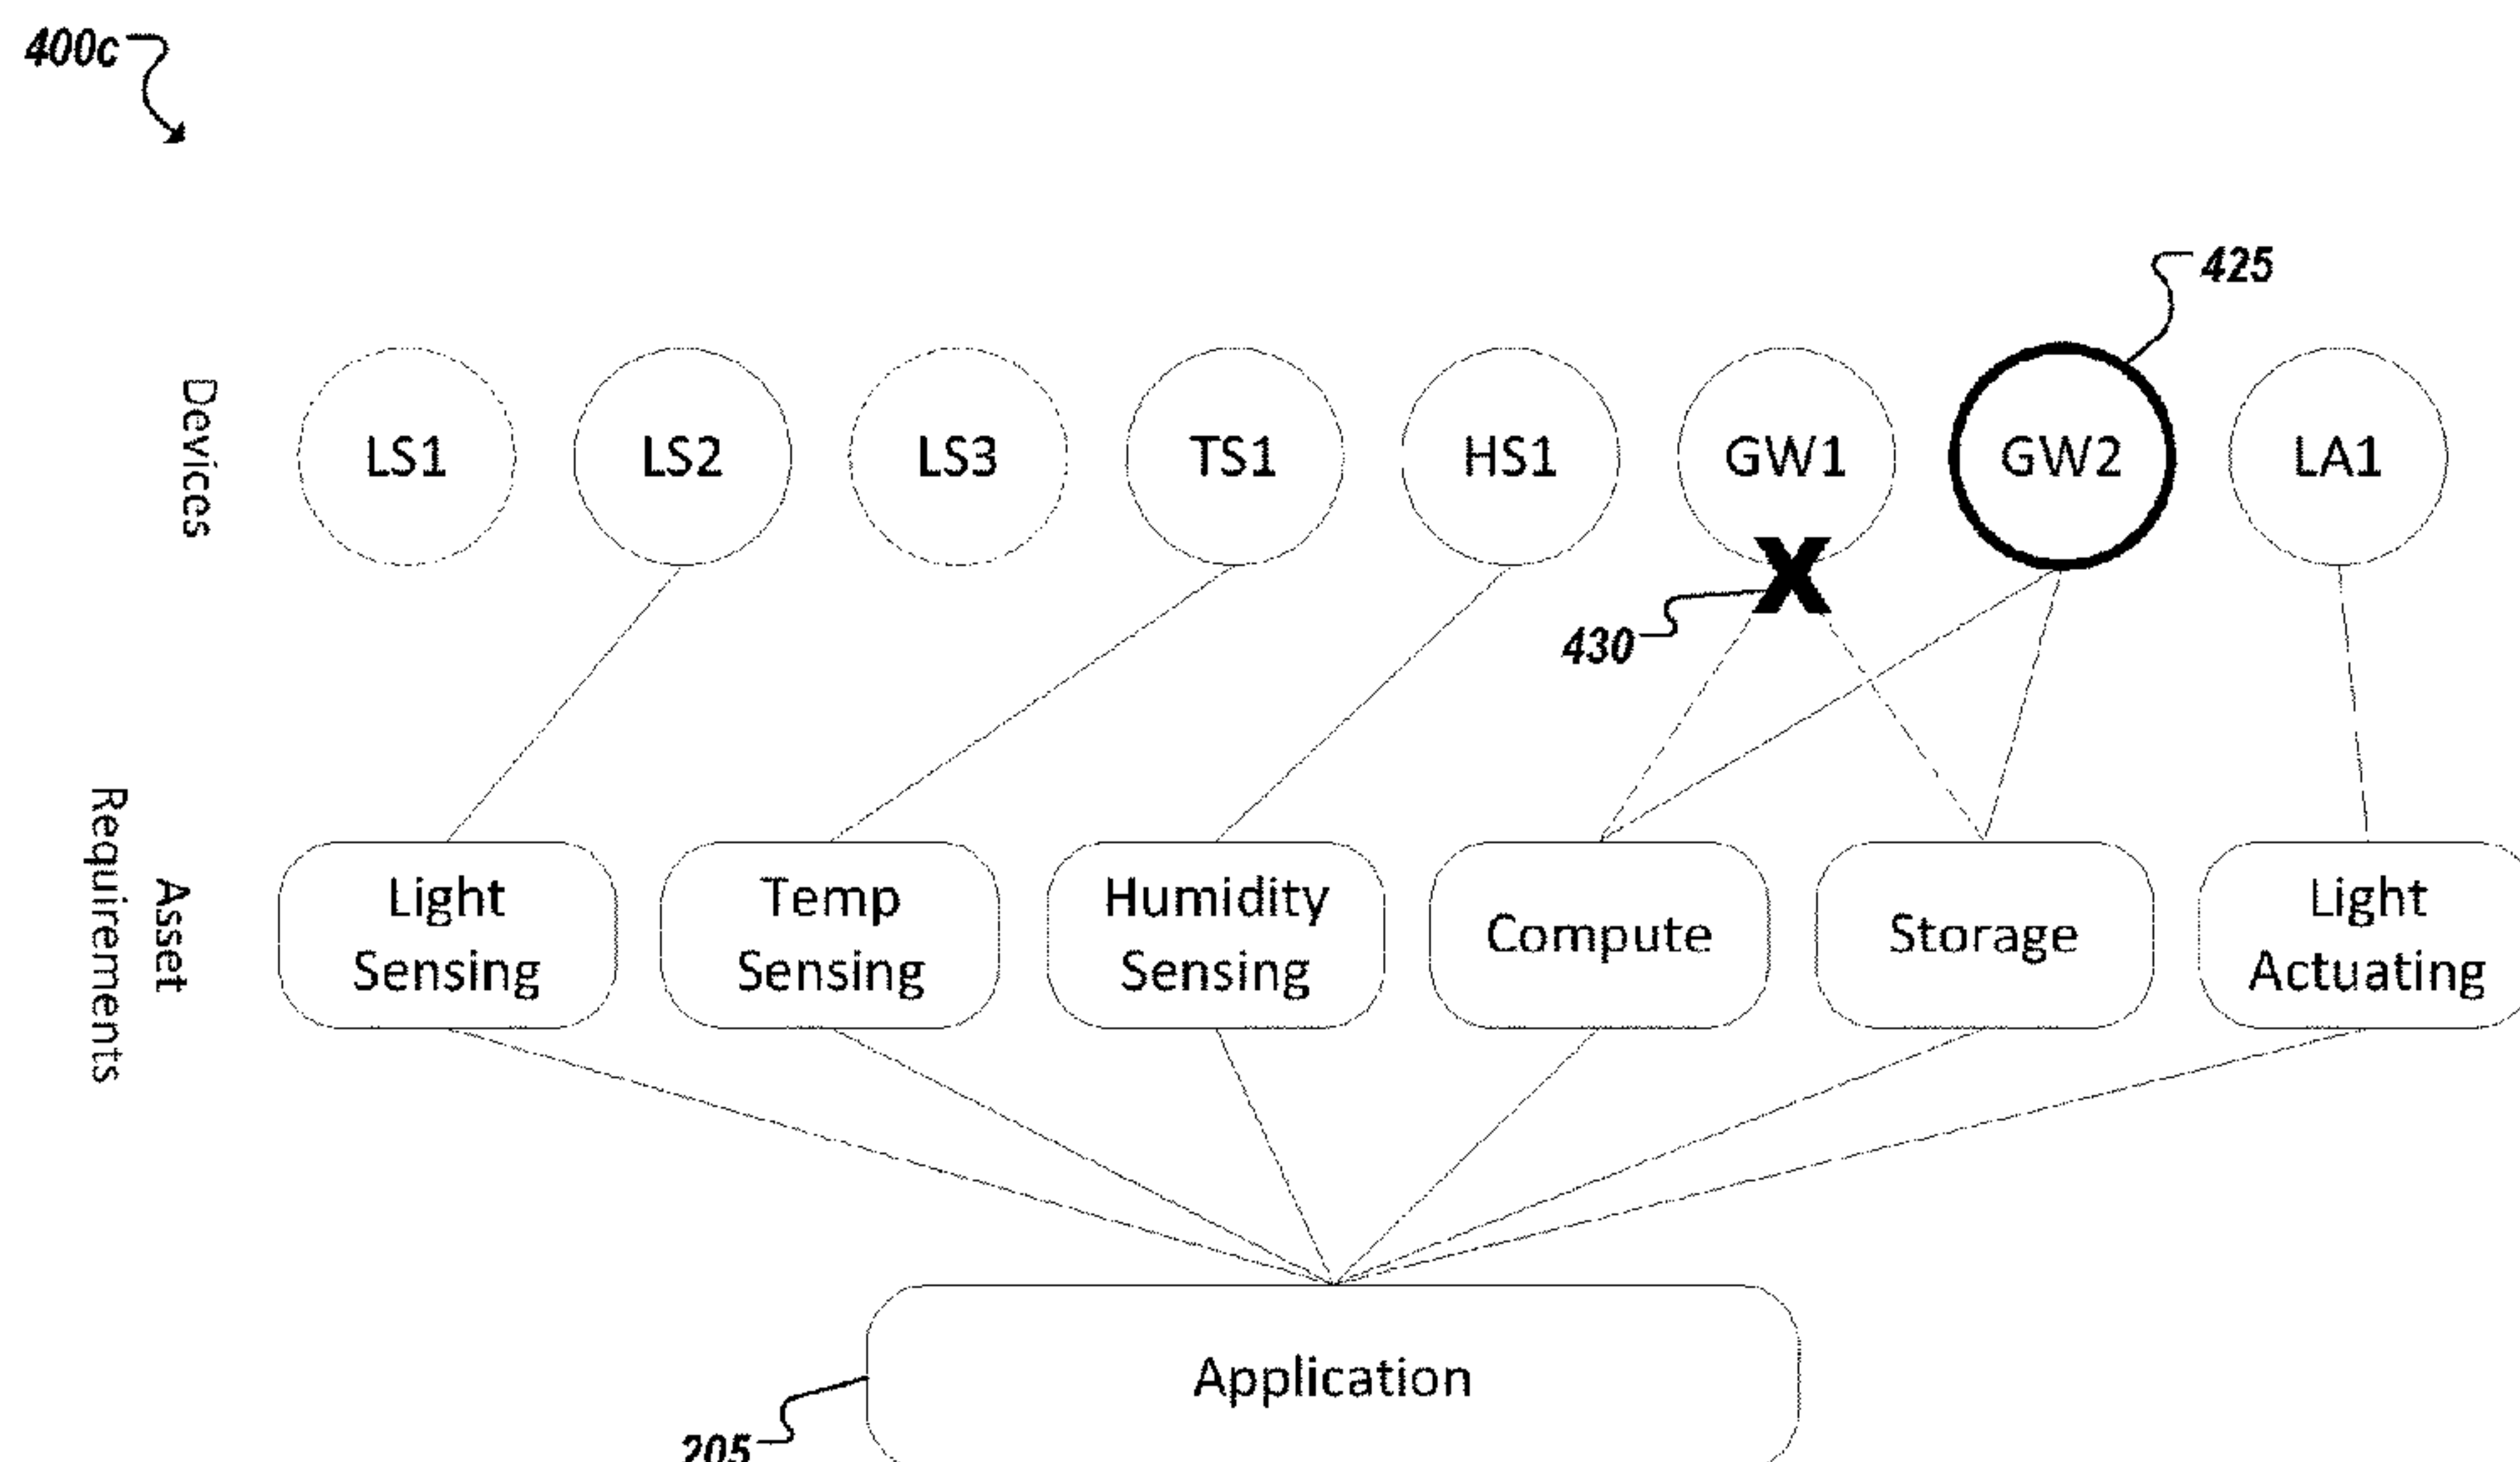 400c
425
Devices
LS1
LS2
LS3
TS1
HS1
GW1
GW2
LA1
X
430
Asset
Requirements
Light
Sensing
Temp
Sensing
Humidity
Sensing
Compute
Storage
Light
Actuating
Application
205